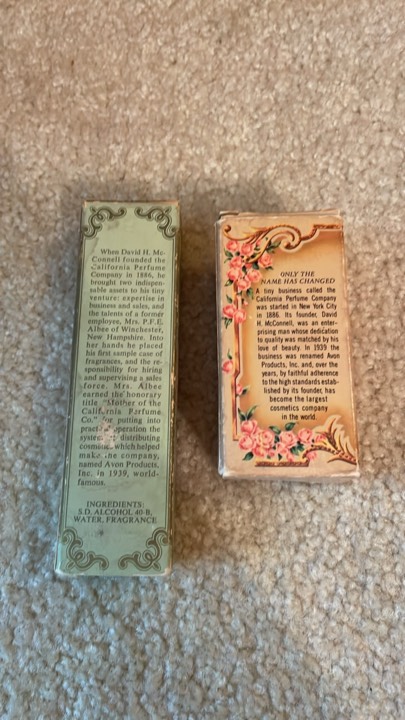 When David H. Mc-
Connell founded the
California Perfume
Company in 1886, he
brought two indepen-
sable assets to his tiny
venture: expertise in
business and sales, and
the talents of a former
employee, Mrs. P.F.E.
Albee of Winchester,
New Hampshire. Into
her hands he placed
his first sample case of
fragrances, and the re-
sponsibility for hiring
and supervising a sales
force. Mrs. Albee
earned the honorary
title "Mother of the
California Perfume
Co." for putting into
operation the
system distributing
cosmetics which helped
make the company,
named Avon Products,
Inc. in 1939, world-
famous.
INGREDIENTS:
S.D. ALCOHOL 40-B,
WATER, FRAGRANCE
ONLY THE
NAME HAS CHANGED
A tiny business called the
California Perfume Company
was started in New York City
in 1886. Its founder, David
H. McConnell, was an enter-
prising man whose dedication
to quality was matched by his
love of beauty. In 1939 the
business was renamed Avon
Products, Inc. and, over the
years, by faithful adherence
to the high standards estab-
lished by its founder, has
become the largest
cosmetics company
in the world.